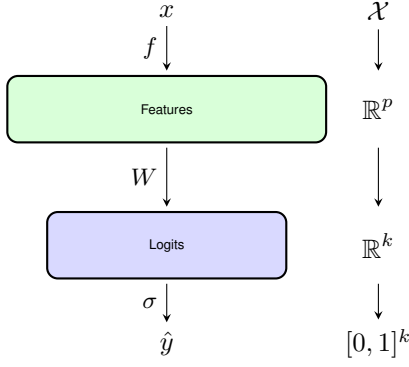 x 𝒳
f
Features ℝ^p
W
Logits ℝ^k
σ
ŷ [0, 1]^k